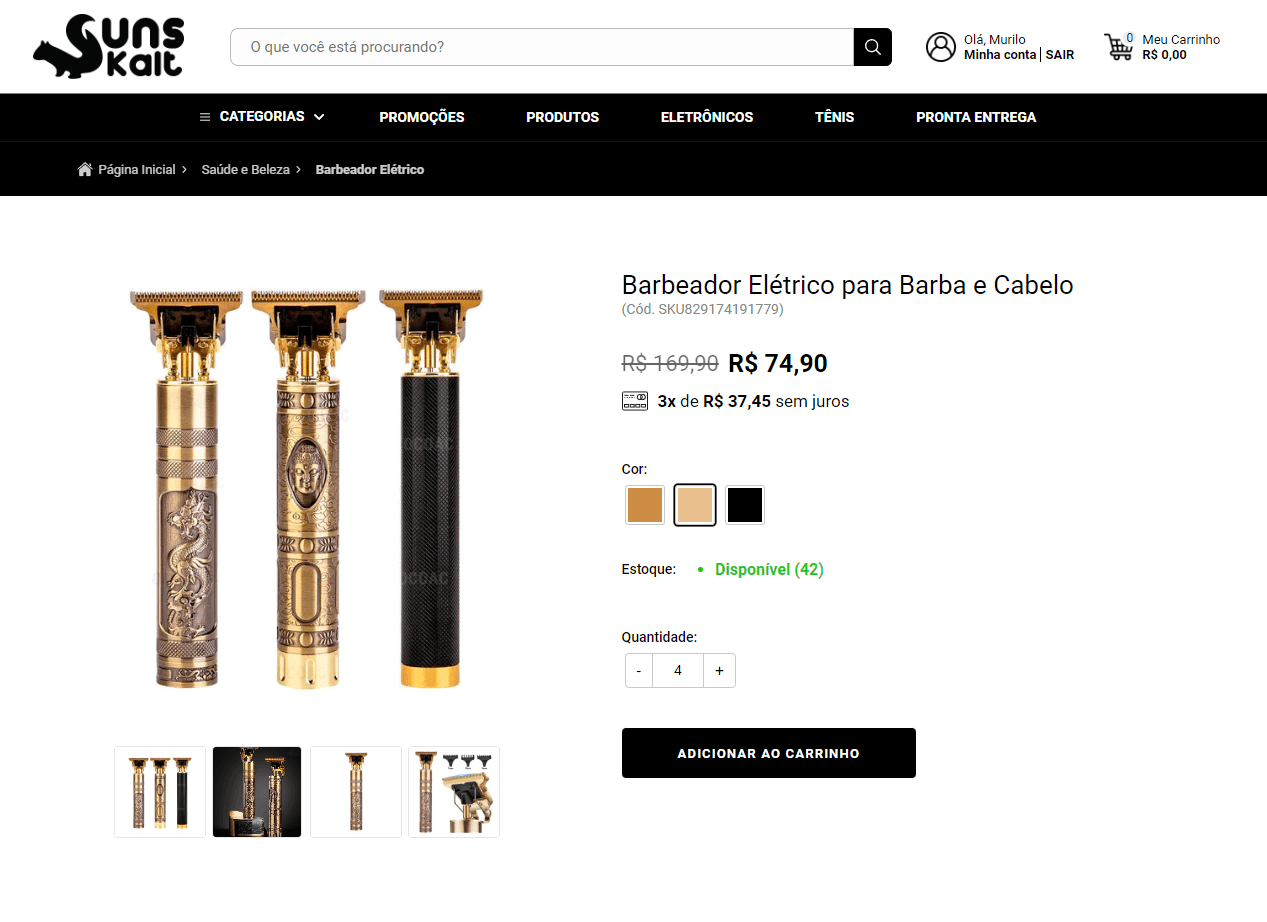 Suns
Kait
O que você está procurando?
Olá, Murilo
Minha conta | SAIR
0
Meu Carrinho
R$ 0,00
CATEGORIAS
PROMOÇÕES
PRODUTOS
ELETRÔNICOS
TÊNIS
PRONTA ENTREGA
Página Inicial
Saúde e Beleza
Barbeador Elétrico
Barbeador Elétrico para Barba e Cabelo
(Cód. SKU829174191779)
R$ 169,90 R$ 74,90
3x de R$ 37,45 sem juros
Cor:
Estoque: • Disponível (42)
Quantidade:
- 4 +
ADICIONAR AO CARRINHO